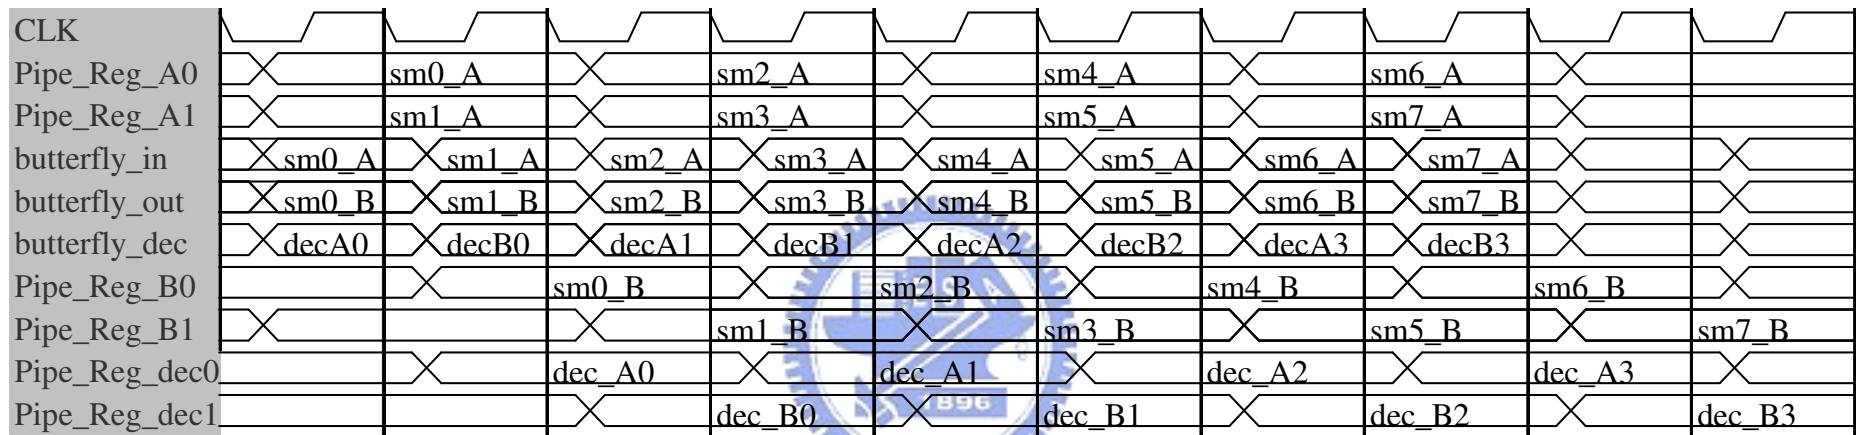 CLK
Pipe_Reg_A0 sm0_A sm2_A sm4_A sm6_A
Pipe_Reg_A1 sm1_A sm3_A sm5_A sm7_A
butterfly_in sm0_A sm1_A sm2_A sm3_A sm4_A sm5_A sm6_A sm7_A
butterfly_out sm0_B sm1_B sm2_B sm3_B sm4_B sm5_B sm6_B sm7_B
butterfly_dec decA0 decB0 decA1 decB1 decA2 decB2 decA3 decB3
Pipe_Reg_B0 sm0_B sm2_B sm4_B sm6_B
Pipe_Reg_B1 sm1_B sm3_B sm5_B sm7_B
Pipe_Reg_dec0 dec_A0 dec_A1 dec_A2 dec_A3
Pipe_Reg_dec1 dec_B0 dec_B1 dec_B2 dec_B3
1896